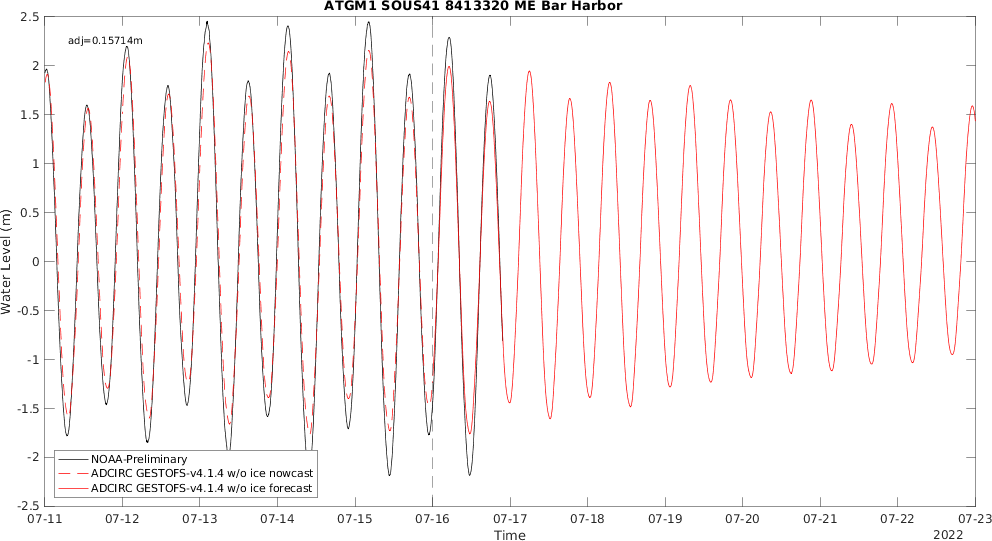 ATGM1 SOUS41 8413320 ME Bar Harbor
adj=0.15714m
Water Level (m)
2.5
2
1.5
1
0.5
0
-0.5
-1
-1.5
-2
-2.5
NOAA-Preliminary
ADCIRC GESTOFS-v4.1.4 w/o ice nowcast
ADCIRC GESTOFS-v4.1.4 w/o ice forecast
07-11 07-12 07-13 07-14 07-15 07-16 07-17 07-18 07-19 07-20 07-21 07-22 07-23
Time
2022